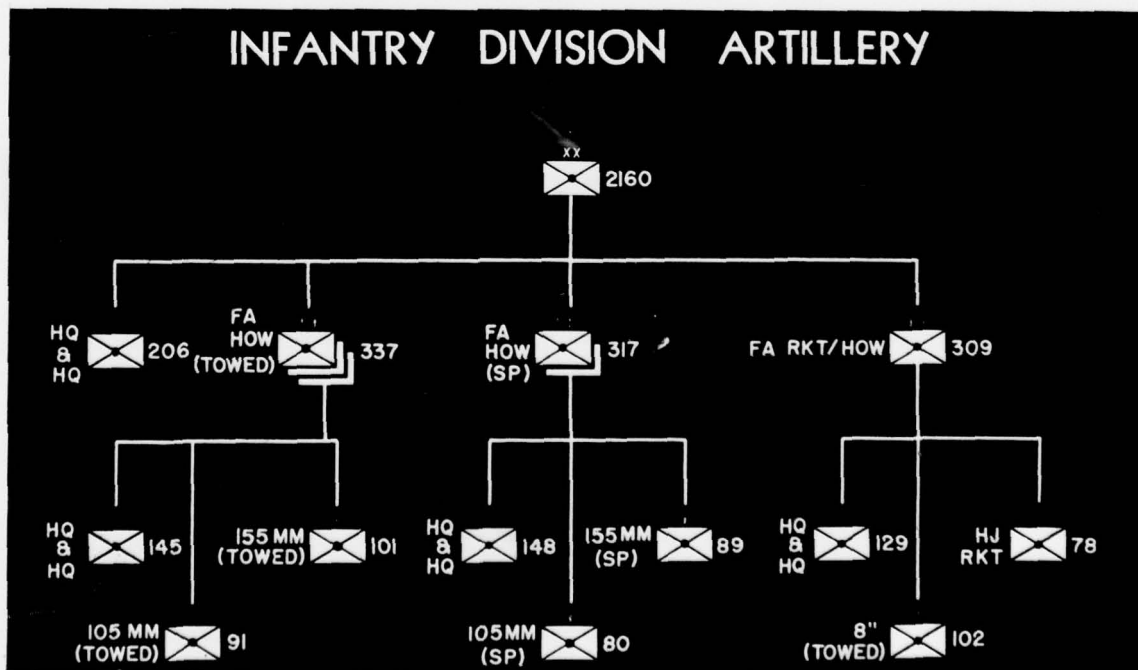 INFANTRY DIVISION ARTILLERY
XX
2160
HQ
&
HQ
206
FA
HOW
(TOWED)
337
FA
HOW
(SP)
317
FA RKT/HOW
309
HQ
&
HQ
145
155 MM
(TOWED)
101
HQ
&
HQ
148
155 MM
(SP)
89
HQ
&
HQ
129
HJ
RKT
78
105 MM
(TOWED)
91
105 MM
(SP)
80
8"
(TOWED)
102